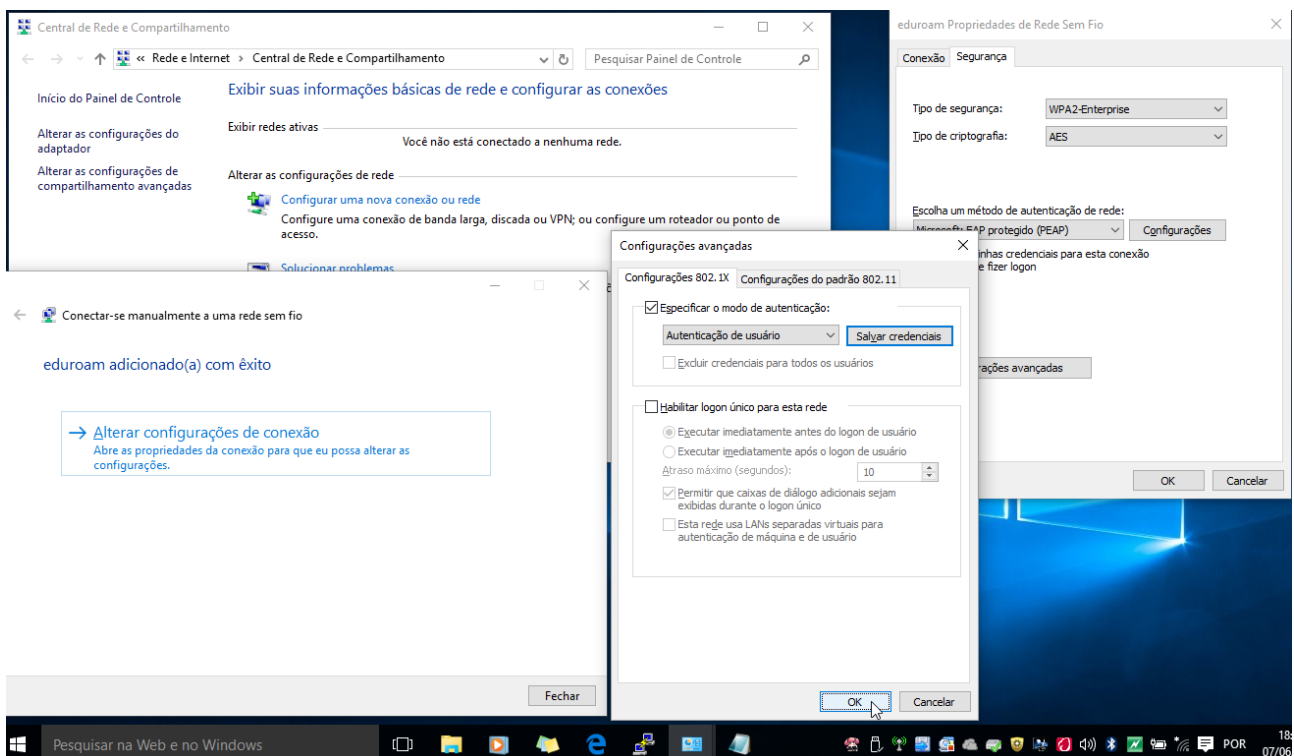 Central de Rede e Compartilhamento
« Rede e Internet > Central de Rede e Compartilhamento
Pesquisar Painel de Controle
Início do Painel de Controle
Alterar as configurações do
adaptador
Alterar as configurações de
compartilhamento avançadas
Exibir suas informações básicas de rede e configurar as conexões
Exibir redes ativas
Você não está conectado a nenhuma rede.
Alterar as configurações de rede
Configurar uma nova conexão ou rede
Configure uma conexão de banda larga, discada ou VPN; ou configure um roteador ou ponto de
acesso.
Solucionar problemas
eduroam Propriedades de Rede Sem Fio
Conexão Segurança
Tipo de segurança: WPA2-Enterprise
Tipo de criptografia: AES
Escolha um método de autenticação de rede:
Microsoft: EAP protegido (PEAP) Configurações
inhas credenciais para esta conexão
e fizer logon
rações avançadas
OK Cancelar
Conectar-se manualmente a uma rede sem fio
eduroam adicionado(a) com êxito
Alterar configurações de conexão
Abre as propriedades da conexão para que eu possa alterar as
configurações.
Fechar
Configurações avançadas
Configurações 802.1X Configurações do padrão 802.11
Especificar o modo de autenticação:
Autenticação de usuário Salvar credenciais
Excluir credenciais para todos os usuários
Habilitar logon único para esta rede
Executar imediatamente antes do logon de usuário
Executar imediatamente após o logon de usuário
Atraso máximo (segundos): 10
Permitir que caixas de diálogo adicionais sejam
exibidas durante o logon único
Esta rede usa LANs separadas virtuais para
autenticação de máquina e de usuário
OK Cancelar
Pesquisar na Web e no Windows
POR
18:
07/06